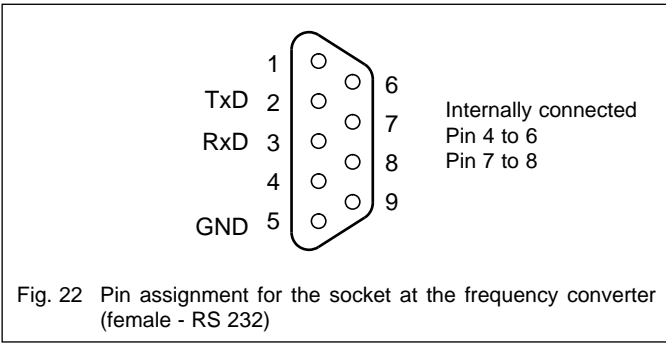 1
TxD 2
RxD 3
4
GND 5
6
7
8
9
Internally connected
Pin 4 to 6
Pin 7 to 8
Fig. 22 Pin assignment for the socket at the frequency converter
(female - RS 232)